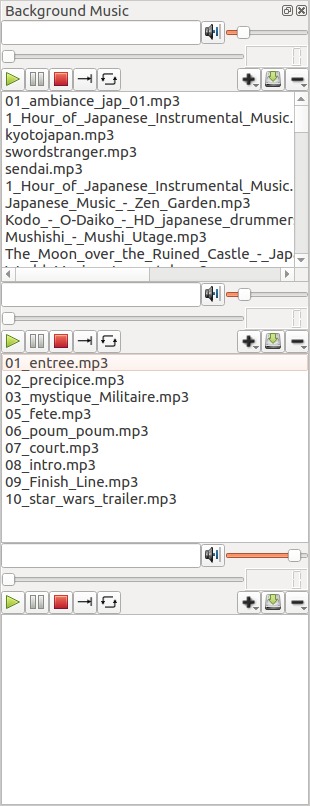 Background Music
01_ambiance_jap_01.mp3
1_Hour_of_Japanese_Instrumental_Music.
kyotojapan.mp3
swordstranger.mp3
sendai.mp3
1_Hour_of_Japanese_Instrumental_Music.
Japanese_Music_-_Zen_Garden.mp3
Kodo_-_O-Daiko_-_HD_japanese_drummer
Mushishi_-_Mushi_Utage.mp3
The_Moon_over_the_Ruined_Castle_-_Jap
01_entree.mp3
02_precipice.mp3
03_mystique_Militaire.mp3
05_fete.mp3
06_poum_poum.mp3
07_court.mp3
08_intro.mp3
09_Finish_Line.mp3
10_star_wars_trailer.mp3